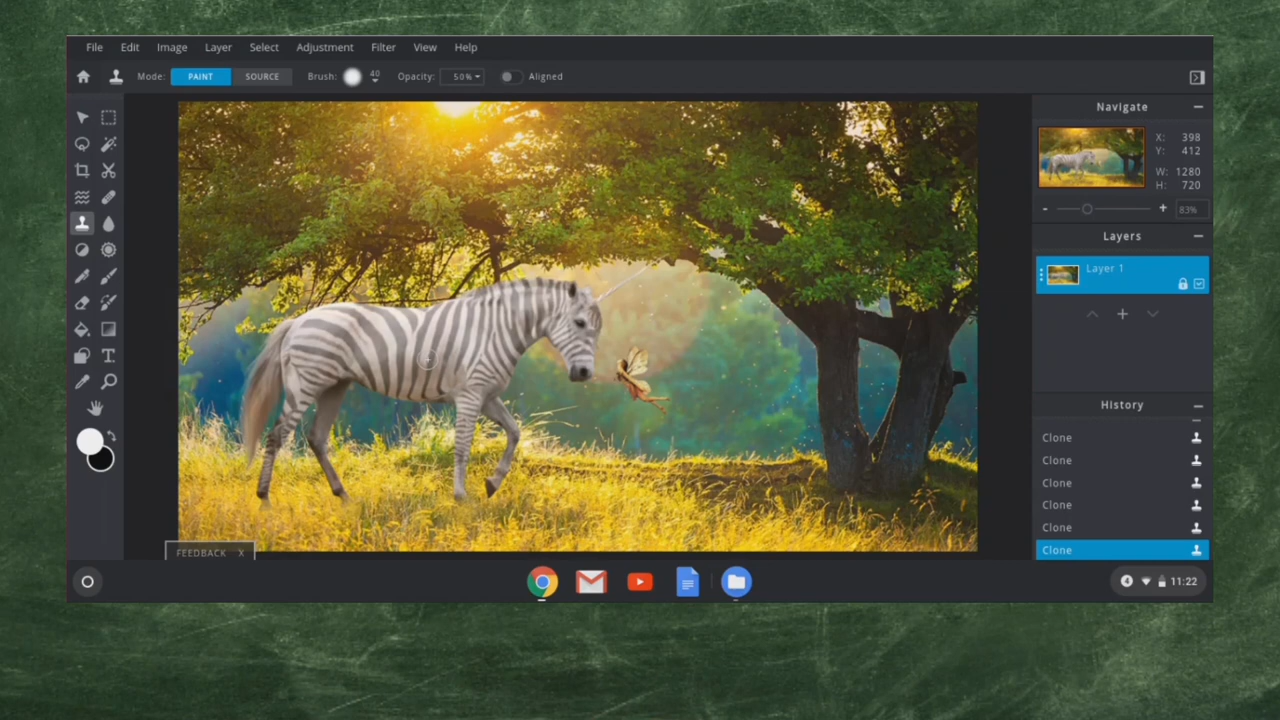 File Edit Image Layer Select Adjustment Filter View Help
Mode: PAINT SOURCE Brush: 40 Opacity: 50% Aligned
Navigate
X: 398
Y: 412
W: 1280
H: 720
- + 83%
Layers
Layer 1
History
Clone
Clone
Clone
Clone
Clone
Clone
T
FEEDBACK X
4 11:22